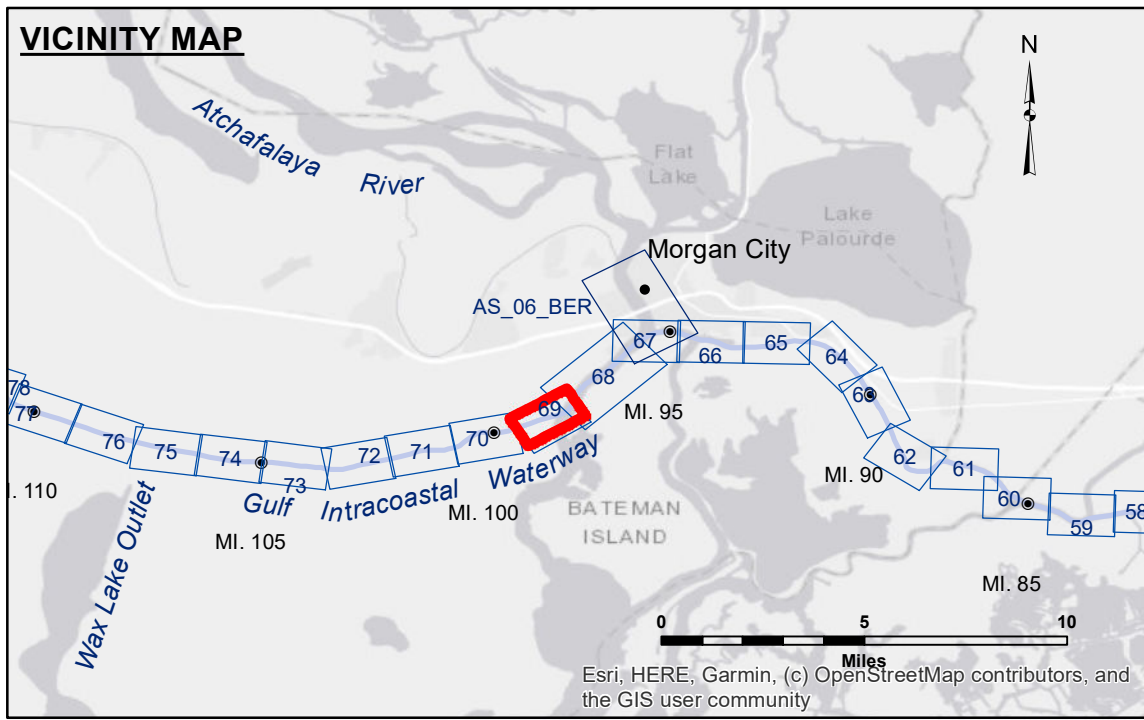 VICINITY MAP
N
Atchafalaya
River
Flat
Lake
Lake
Palourde
Morgan City
AS_06_BER
67
66
65
64
68
63
69
MI. 95
78
77
70
76
75
74
73
72
71
62
61
60
59
58
Waterway
Gulf
Intracoastal
MI. 90
MI. 110
MI. 100
MI. 105
BATEMAN
ISLAND
Wax Lake Outlet
MI. 85
0
5
10
Miles
Esri, HERE, Garmin, (c) OpenStreetMap contributors, and
the GIS user community